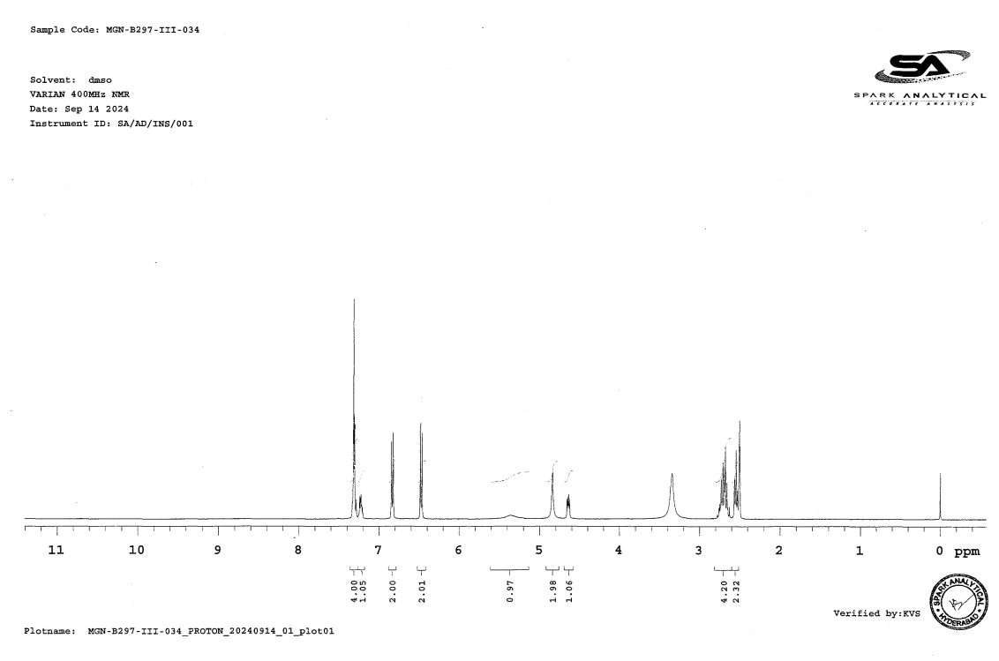 Sample Code: MGN-B297-III-034
Solvent: dmso
VARIAN 400MHz NMR
Date: Sep 14 2024
Instrument ID: SA/AD/INS/001
SA
SPARK ANALYTICAL
ACCURATE ANALYSIS
11 10 9 8 7 6 5 4 3 2 1 0 ppm
4.00 1.05 2.00 2.01 0.97 1.98 1.06 4.20 2.32
SPARK ANALYTICAL
HYDERABAD
Verified by:KVS
Plotname: MGN-B297-III-034_PROTON_20240914_01_plot01